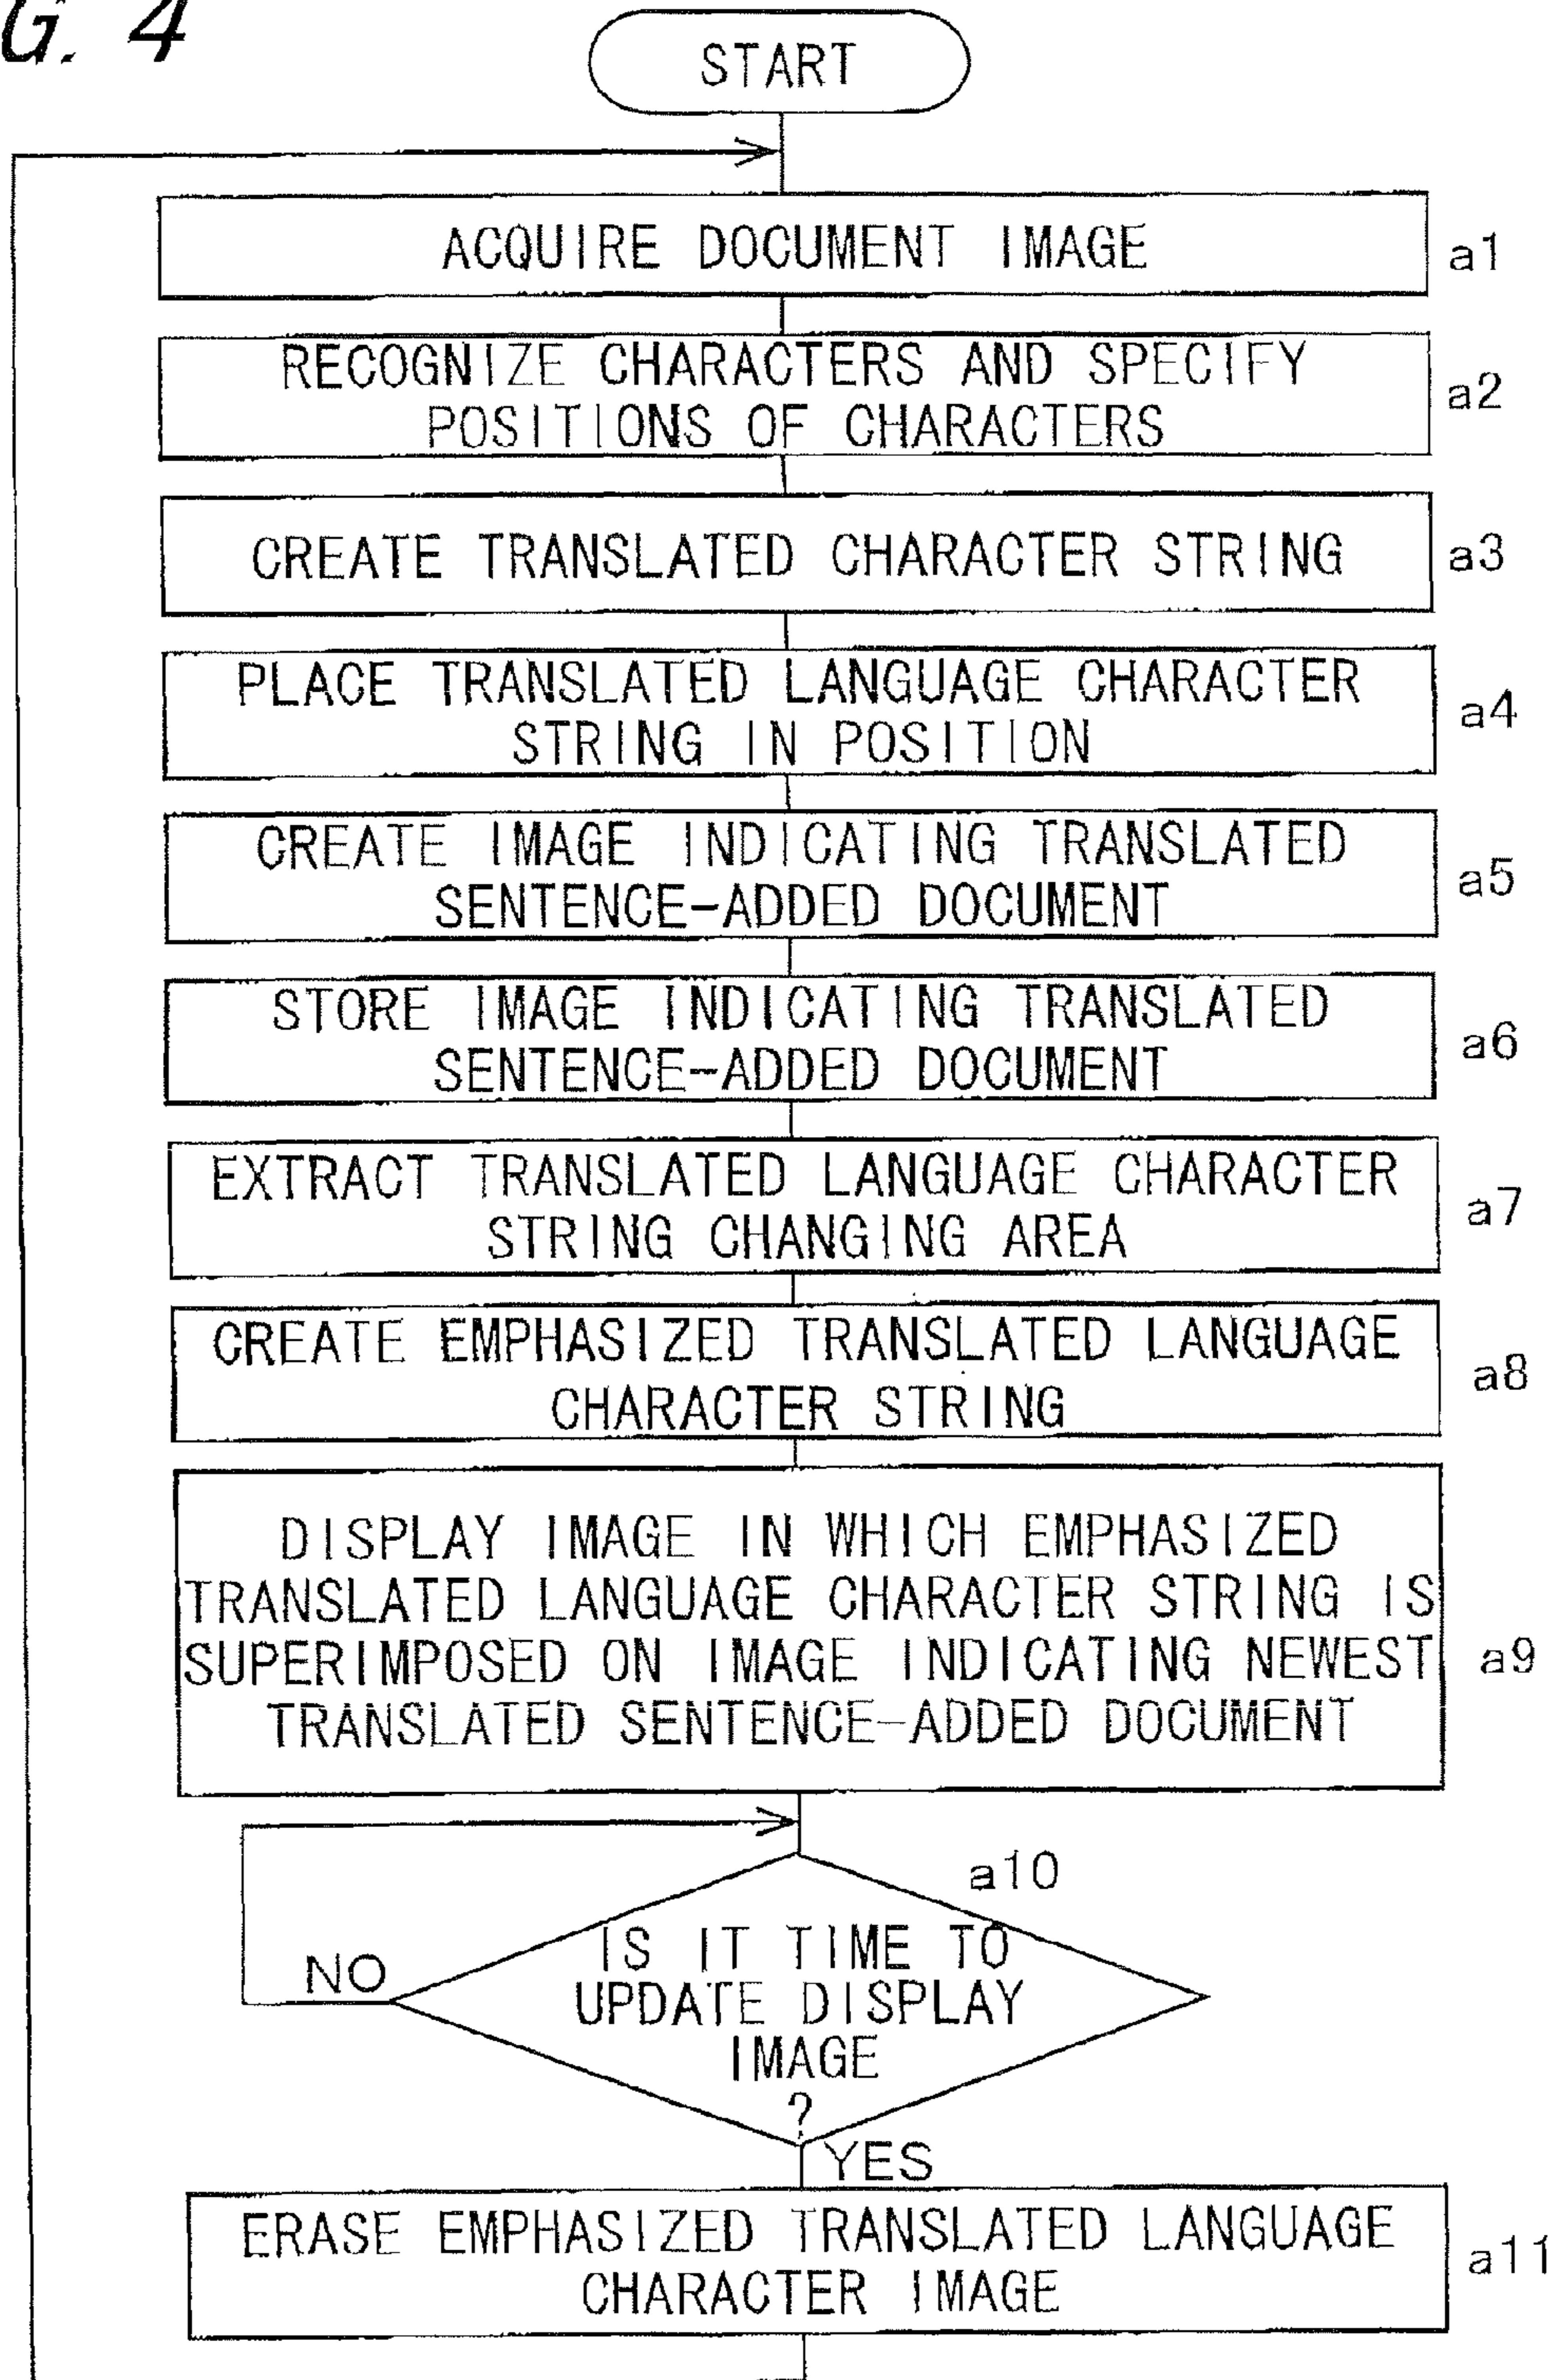 G. 4
START
ACQUIRE DOCUMENT IMAGE
a1
RECOGNIZE CHARACTERS AND SPECIFY
POSITIONS OF CHARACTERS
a2
CREATE TRANSLATED CHARACTER STRING
a3
PLACE TRANSLATED LANGUAGE CHARACTER
STRING IN POSITION
a4
CREATE IMAGE INDICATING TRANSLATED
SENTENCE-ADDED DOCUMENT
a5
STORE IMAGE INDICATING TRANSLATED
SENTENCE-ADDED DOCUMENT
a6
EXTRACT TRANSLATED LANGUAGE CHARACTER
STRING CHANGING AREA
a7
CREATE EMPHASIZED TRANSLATED LANGUAGE
CHARACTER STRING
a8
DISPLAY IMAGE IN WHICH EMPHASIZED
TRANSLATED LANGUAGE CHARACTER STRING IS
SUPERIMPOSED ON IMAGE INDICATING NEWEST
TRANSLATED SENTENCE-ADDED DOCUMENT
a9
a10
IS IT TIME TO
UPDATE DISPLAY
IMAGE
?
NO
YES
ERASE EMPHASIZED TRANSLATED LANGUAGE
CHARACTER IMAGE
a11